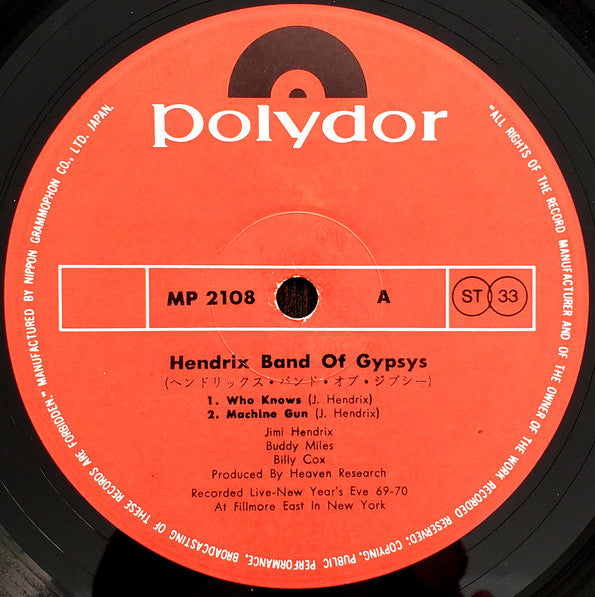 polydor
MP 2108 A ST 33
Hendrix Band Of Gypsys
(ヘンドリックス・バンド・オブ・ジプシー)
1. Who Knows (J. Hendrix)
2. Machine Gun (J. Hendrix)
Jimi Hendrix
Buddy Miles
Billy Cox
Produced By Heaven Research
Recorded Live-New Year's Eve 69-70
At Fillmore East In New York
"ALL RIGHTS OF THE RECORD MANUFACTURER AND OF THE OWNER OF THE WORK RECORDED RESERVED; COPYING, PUBLIC PERFORMANCE, BROADCASTING OF THESE RECORDS ARE FORBIDDEN." MANUFACTURED BY NIPPON GRAMMOPHON CO., LTD. JAPAN.